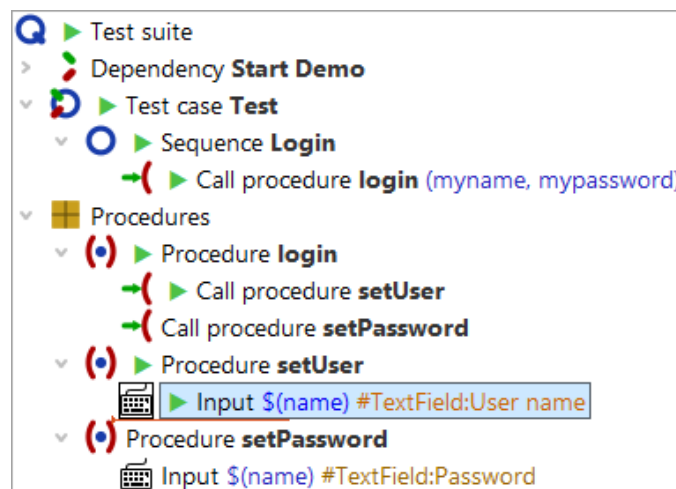 Test suite
Dependency Start Demo
Test case Test
Sequence Login
Call procedure login (myname, mypassword)
Procedures
Procedure login
Call procedure setUser
Call procedure setPassword
Procedure setUser
Input $(name) #TextField:User name
Procedure setPassword
Input $(name) #TextField:Password